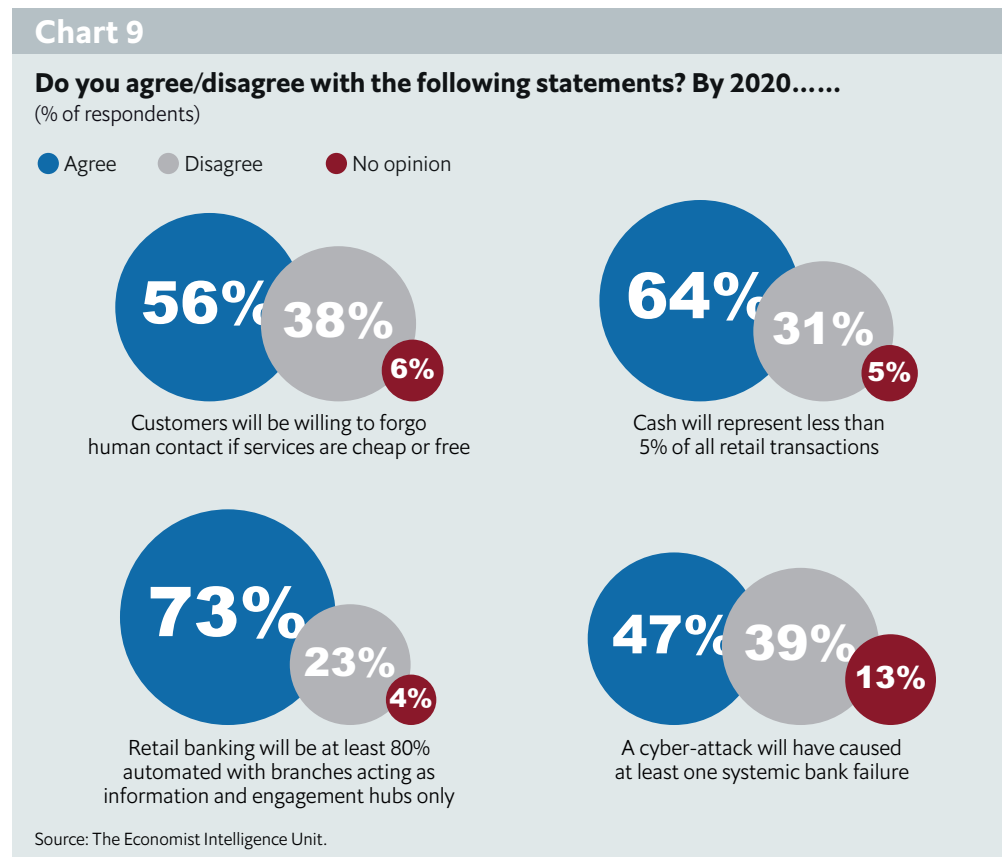 Chart 9
Do you agree/disagree with the following statements? By 2020……
(% of respondents)
Agree
Disagree
No opinion
56%
38%
6%
Customers will be willing to forgo
human contact if services are cheap or free
64%
31%
5%
Cash will represent less than
5% of all retail transactions
73%
23%
4%
Retail banking will be at least 80%
automated with branches acting as
information and engagement hubs only
47%
39%
13%
A cyber-attack will have caused
at least one systemic bank failure
Source: The Economist Intelligence Unit.